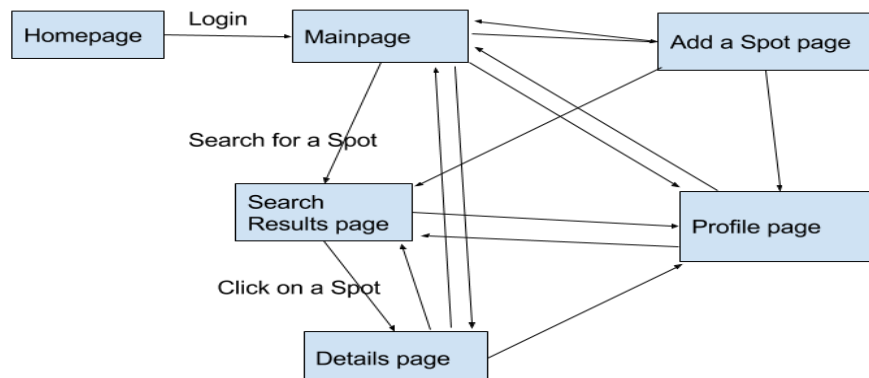 Login
Homepage
Mainpage
Add a Spot page
Search for a Spot
Search
Results page
Profile page
Click on a Spot
Details page